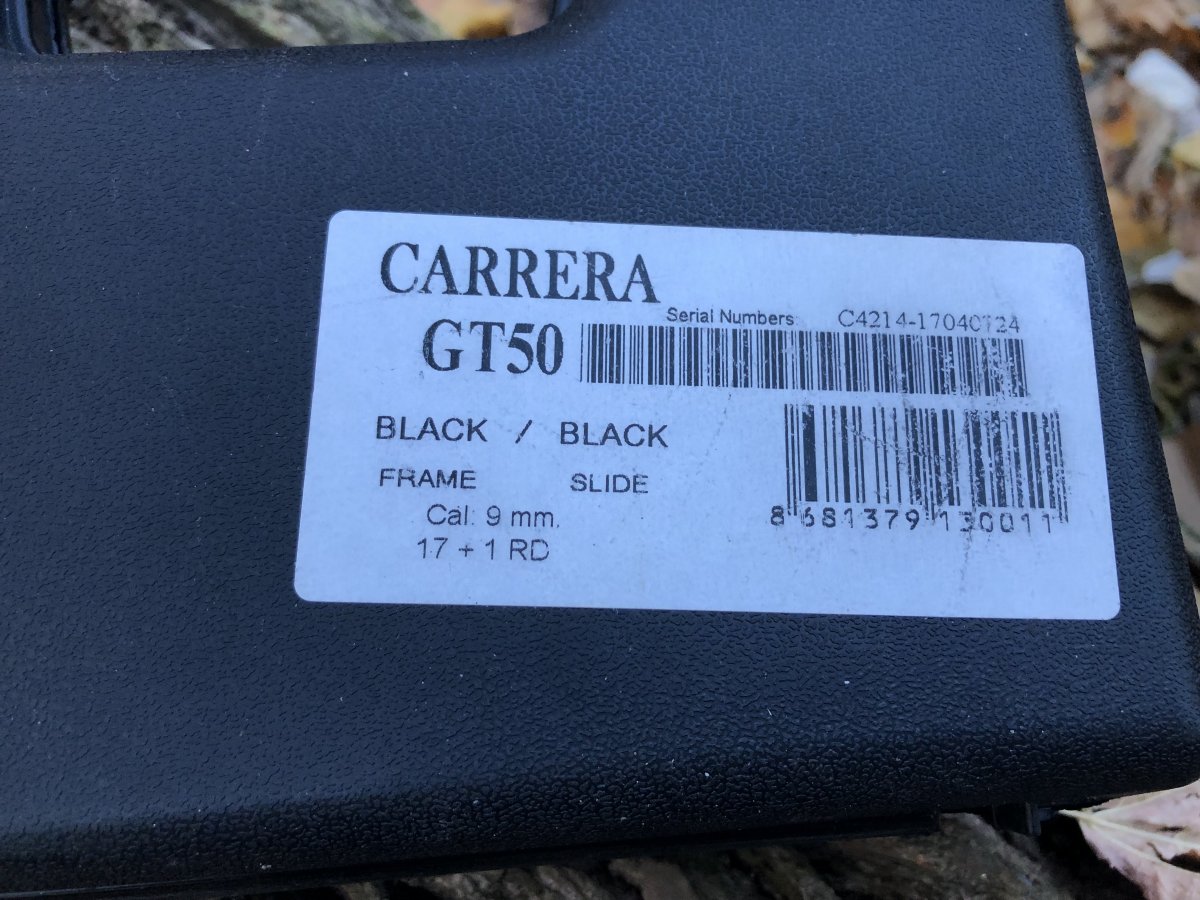 CARRERA
GT50
Serial Numbers: C4214-17040724
BLACK / BLACK
FRAME SLIDE
Cal: 9 mm.
17 + 1 RD
8 681379 130011